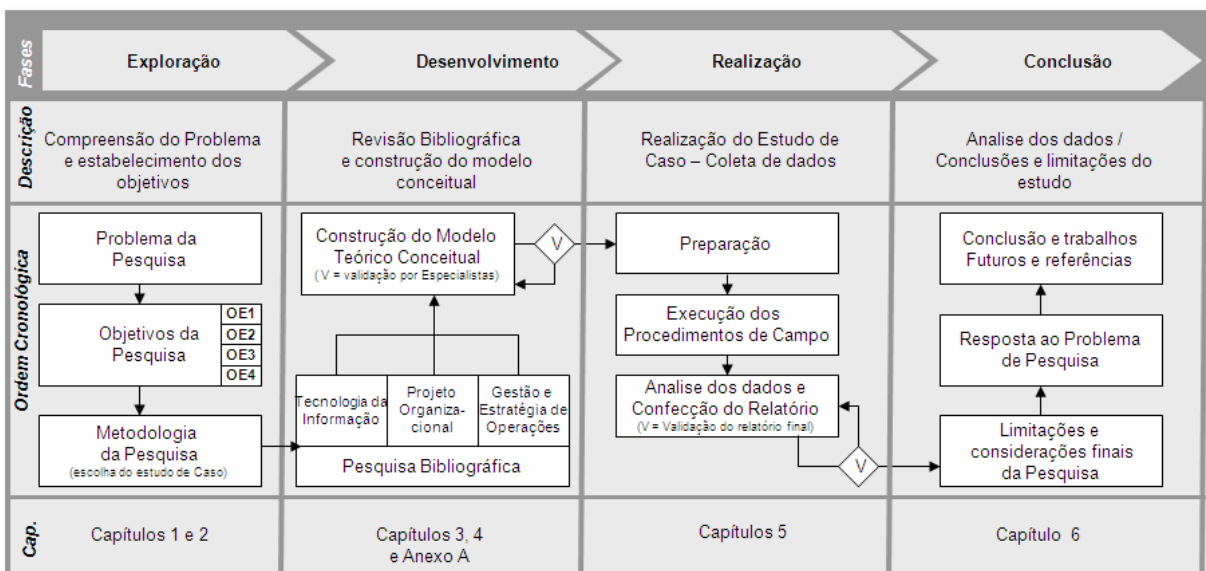 Fases
Exploração
Desenvolvimento
Realização
Conclusão
Descrição
Compreensão do Problema
e estabelecimento dos
objetivos
Revisão Bibliográfica
e construção do modelo
conceitual
Realização do Estudo de
Caso – Coleta de dados
Analise dos dados /
Conclusões e limitações do
estudo
Ordem Cronológica
Problema da
Pesquisa
Objetivos da
Pesquisa
OE1
OE2
OE3
OE4
Metodologia
da Pesquisa
(escolha do estudo de Caso)
Construção do Modelo
Teórico Conceitual
( V = validação por Especialistas)
V
Tecnologia da
Informação
Projeto
Organiza-
cional
Gestão e
Estratégia de
Operações
Pesquisa Bibliográfica
Preparação
Execução dos
Procedimentos de Campo
Analise dos dados e
Confecção do Relatório
(V = Validação do relatório final)
V
Conclusão e trabalhos
Futuros e referências
Resposta ao Problema
de Pesquisa
Limitações e
considerações finais
da Pesquisa
Cap.
Capítulos 1 e 2
Capítulos 3, 4
e Anexo A
Capítulos 5
Capítulo 6